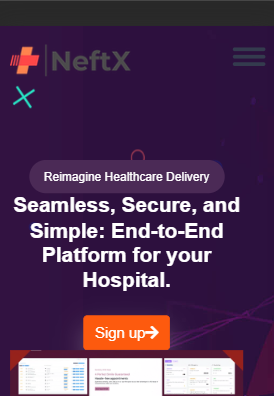 NeftX
Reimagine Healthcare Delivery
Seamless, Secure, and
Simple: End-to-End
Platform for your
Hospital.
Sign up